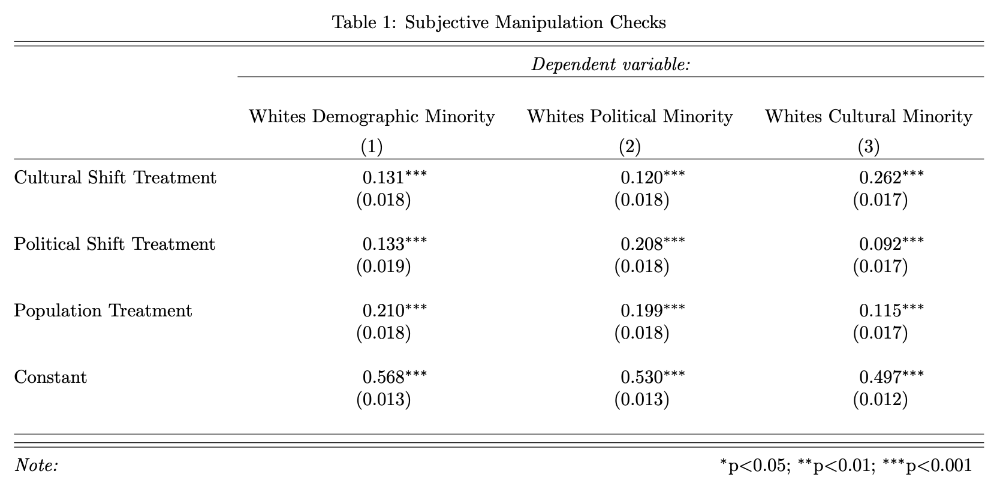 Table 1: Subjective Manipulation Checks
Dependent variable:
Whites Demographic Minority Whites Political Minority Whites Cultural Minority
(1) (2) (3)
Cultural Shift Treatment 0.131*** 0.120*** 0.262***
(0.018) (0.018) (0.017)
Political Shift Treatment 0.133*** 0.208*** 0.092***
(0.019) (0.018) (0.017)
Population Treatment 0.210*** 0.199*** 0.115***
(0.018) (0.018) (0.017)
Constant 0.568*** 0.530*** 0.497***
(0.013) (0.013) (0.012)
Note: *p<0.05; **p<0.01; ***p<0.001